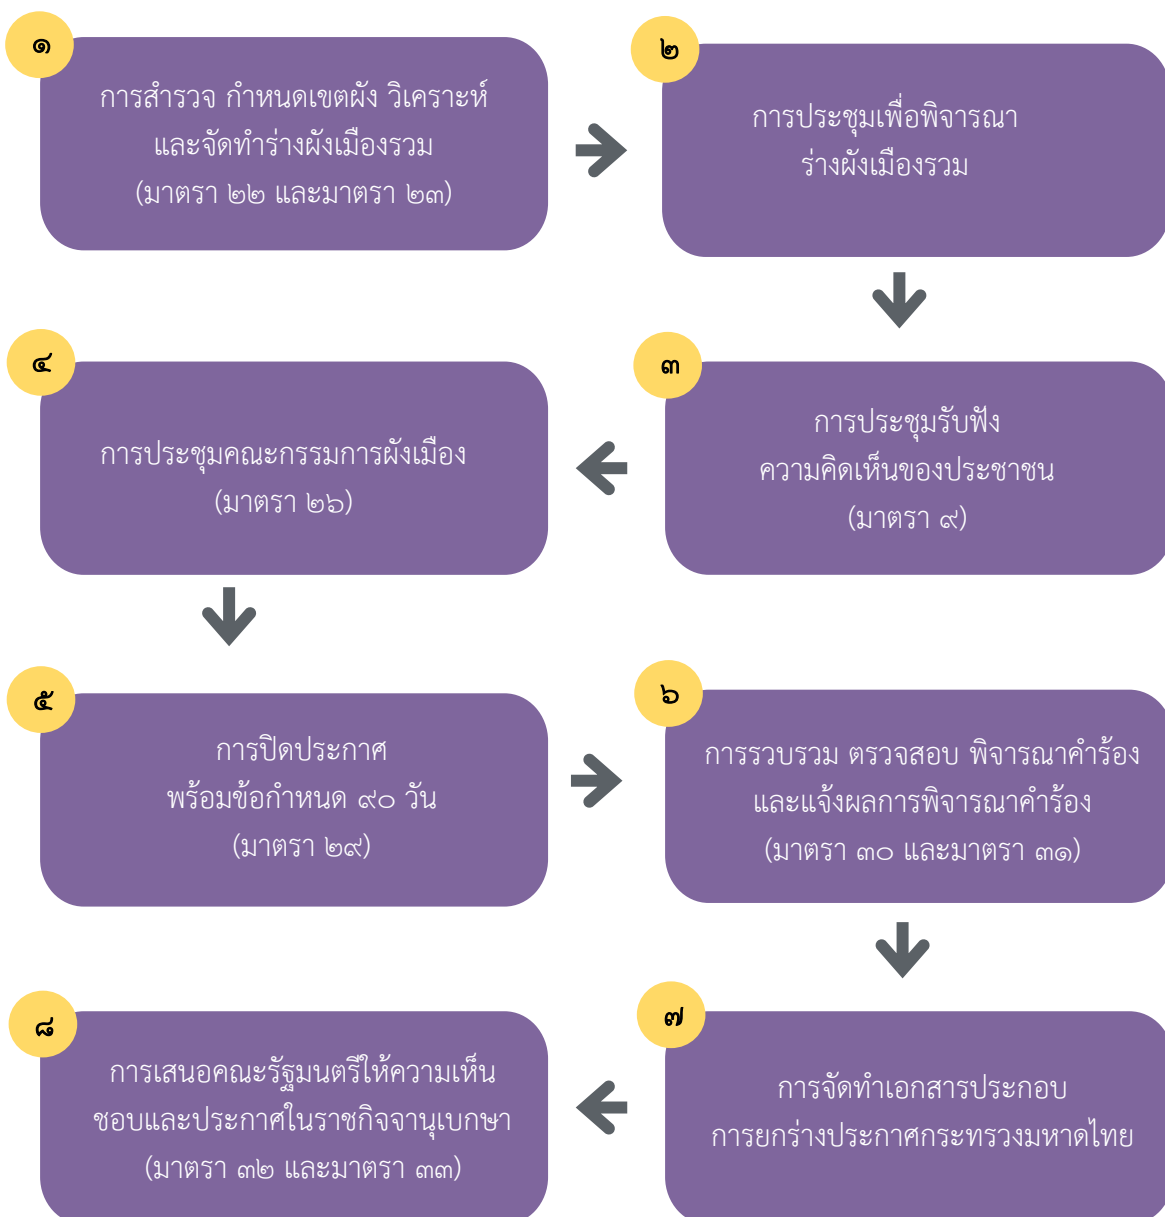 ๑
การสำรวจ กำหนดเขตผัง วิเคราะห์
และจัดทำร่างผังเมืองรวม
(มาตรา ๒๒ และมาตรา ๒๓)
๒
การประชุมเพื่อพิจารณา
ร่างผังเมืองรวม
๓
การประชุมรับฟัง
ความคิดเห็นของประชาชน
(มาตรา ๙)
๔
การประชุมคณะกรรมการผังเมือง
(มาตรา ๒๖)
๕
การปิดประกาศ
พร้อมข้อกำหนด ๙๐ วัน
(มาตรา ๒๙)
๖
การรวบรวม ตรวจสอบ พิจารณาคำร้อง
และแจ้งผลการพิจารณาคำร้อง
(มาตรา ๓๐ และมาตรา ๓๑)
๗
การจัดทำเอกสารประกอบ
การยกร่างประกาศกระทรวงมหาดไทย
๘
การเสนอคณะรัฐมนตรีให้ความเห็น
ชอบและประกาศในราชกิจจานุเบกษา
(มาตรา ๓๒ และมาตรา ๓๓)